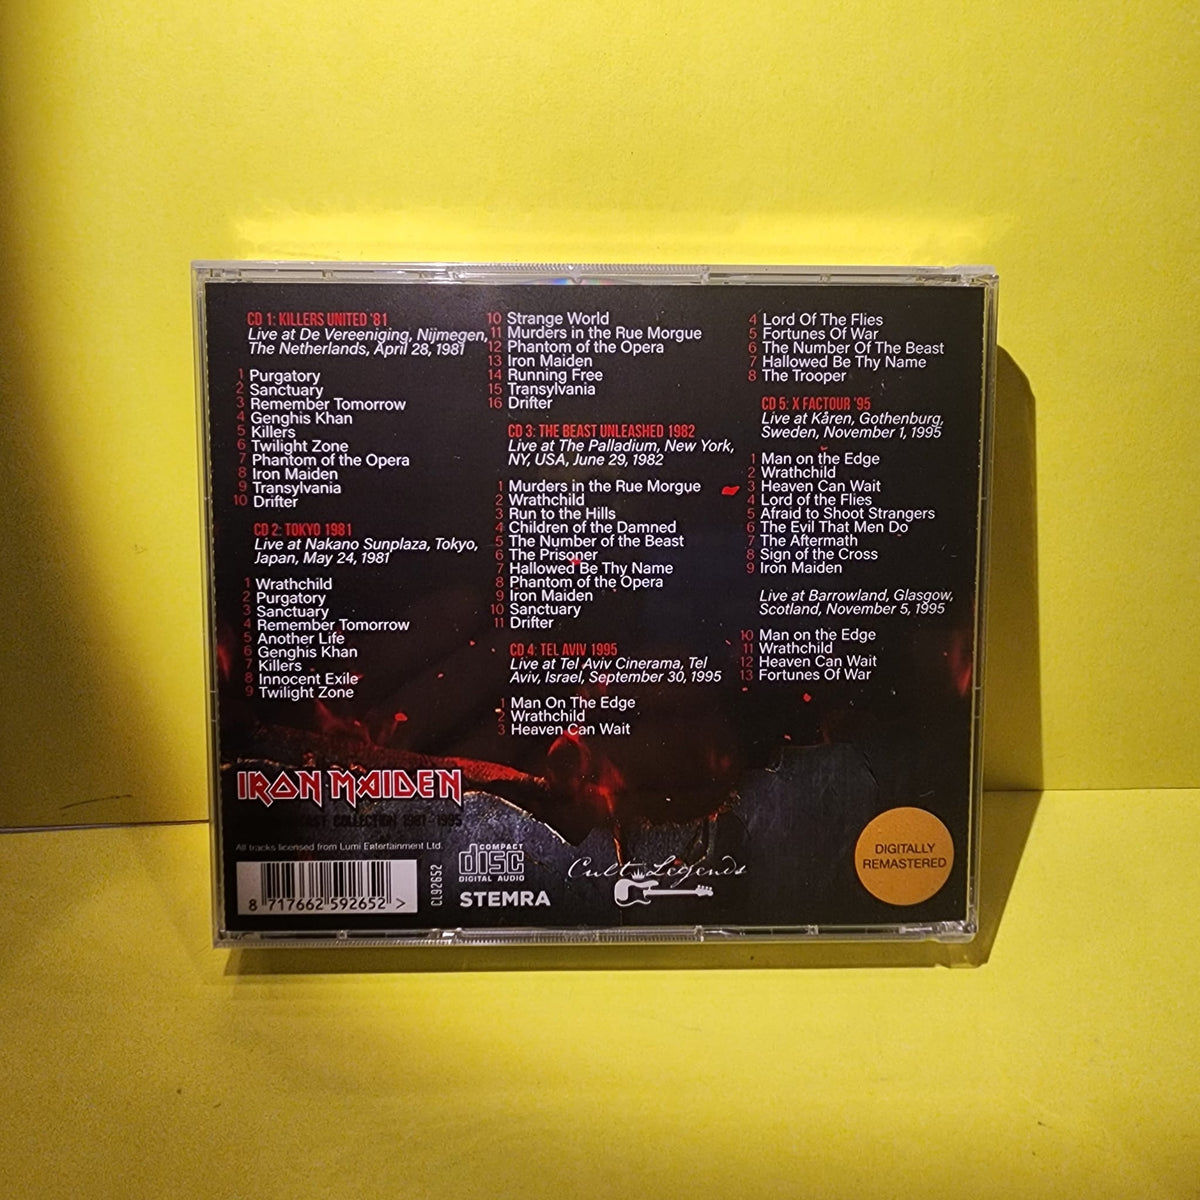 CD 1: KILLERS UNITED '81
Live at De Vereeniging, Nijmegen,
The Netherlands, April 28, 1981
1 Purgatory
2 Sanctuary
3 Remember Tomorrow
4 Genghis Khan
5 Killers
6 Twilight Zone
7 Phantom of the Opera
8 Iron Maiden
9 Transylvania
10 Drifter
CD 2: TOKYO 1981
Live at Nakano Sunplaza, Tokyo,
Japan, May 24, 1981
1 Wrathchild
2 Purgatory
3 Sanctuary
4 Remember Tomorrow
5 Another Life
6 Genghis Khan
7 Killers
8 Innocent Exile
9 Twilight Zone
10 Strange World
11 Murders in the Rue Morgue
12 Phantom of the Opera
13 Iron Maiden
14 Running Free
15 Transylvania
16 Drifter
CD 3: THE BEAST UNLEASHED 1982
Live at The Palladium, New York,
NY, USA, June 29, 1982
1 Murders in the Rue Morgue
2 Wrathchild
3 Run to the Hills
4 Children of the Damned
5 The Number of the Beast
6 The Prisoner
7 Hallowed Be Thy Name
8 Phantom of the Opera
9 Iron Maiden
10 Sanctuary
11 Drifter
CD 4: TEL AVIV 1995
Live at Tel Aviv Cinerama, Tel
Aviv, Israel, September 30, 1995
1 Man On The Edge
2 Wrathchild
3 Heaven Can Wait
4 Lord Of The Flies
5 Fortunes Of War
6 The Number Of The Beast
7 Hallowed Be Thy Name
8 The Trooper
CD 5: X FACTOUR '95
Live at Kåren, Gothenburg,
Sweden, November 1, 1995
1 Man on the Edge
2 Wrathchild
3 Heaven Can Wait
4 Lord of the Flies
5 Afraid to Shoot Strangers
6 The Evil That Men Do
7 The Aftermath
8 Sign of the Cross
9 Iron Maiden
Live at Barrowland, Glasgow,
Scotland, November 5, 1995
10 Man on the Edge
11 Wrathchild
12 Heaven Can Wait
13 Fortunes Of War
IRON MAIDEN
COLLECTION 1981-1995
All tracks licensed from Lumi Entertainment Ltd.
8 717662 592652 >
CL92652
COMPACT
disc
DIGITAL AUDIO
STEMRA
Cult Legends
DIGITALLY
REMASTERED